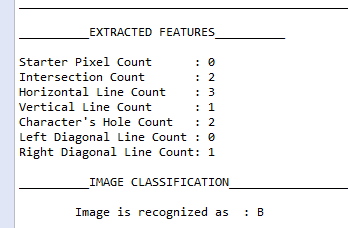 __________EXTRACTED FEATURES__________
Starter Pixel Count      : 0
Intersection Count       : 2
Horizontal Line Count    : 3
Vertical Line Count      : 1
Character's Hole Count   : 2
Left Diagonal Line Count : 0
Right Diagonal Line Count: 1
__________IMAGE CLASSIFICATION_________________
Image is recognized as  : B